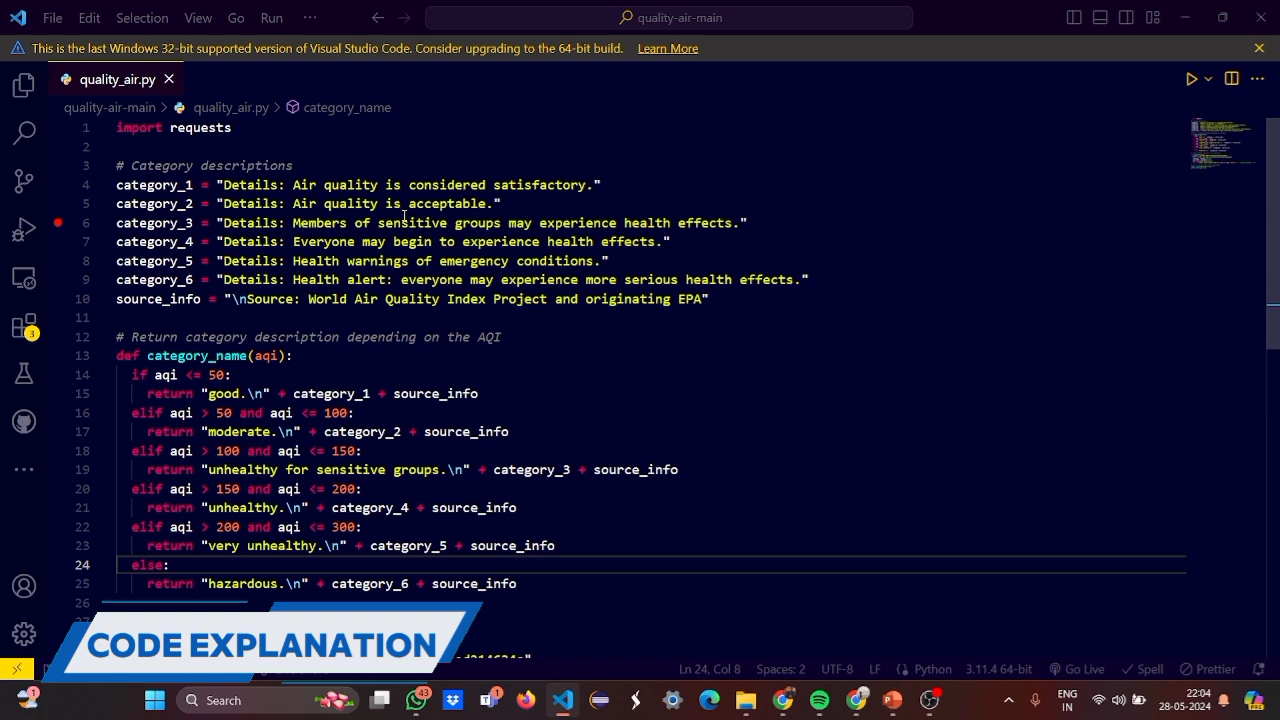 File Edit Selection View Go Run ··· quality-air-main
This is the last Windows 32-bit supported version of Visual Studio Code. Consider upgrading to the 64-bit build. Learn More
quality_air.py
quality-air-main > quality_air.py > category_name
1 import requests
2
3 # Category descriptions
4 category_1 = "Details: Air quality is considered satisfactory."
5 category_2 = "Details: Air quality is acceptable."
6 category_3 = "Details: Members of sensitive groups may experience health effects."
7 category_4 = "Details: Everyone may begin to experience health effects."
8 category_5 = "Details: Health warnings of emergency conditions."
9 category_6 = "Details: Health alert: everyone may experience more serious health effects."
10 source_info = "\nSource: World Air Quality Index Project and originating EPA"
11
12 # Return category description depending on the AQI
13 def category_name(aqi):
14 if aqi <= 50:
15 return "good.\n" + category_1 + source_info
16 elif aqi > 50 and aqi <= 100:
17 return "moderate.\n" + category_2 + source_info
18 elif aqi > 100 and aqi <= 150:
19 return "unhealthy for sensitive groups.\n" + category_3 + source_info
20 elif aqi > 150 and aqi <= 200:
21 return "unhealthy.\n" + category_4 + source_info
22 elif aqi > 200 and aqi <= 300:
23 return "very unhealthy.\n" + category_5 + source_info
24 else:
25 return "hazardous.\n" + category_6 + source_info
26
3
CODE EXPLANATION
Ln 24, Col 8 Spaces: 2 UTF-8 LF Python 3.11.4 64-bit Go Live Spell Prettier
1 Search 43 1 ENG IN 22:04 28-05-2024